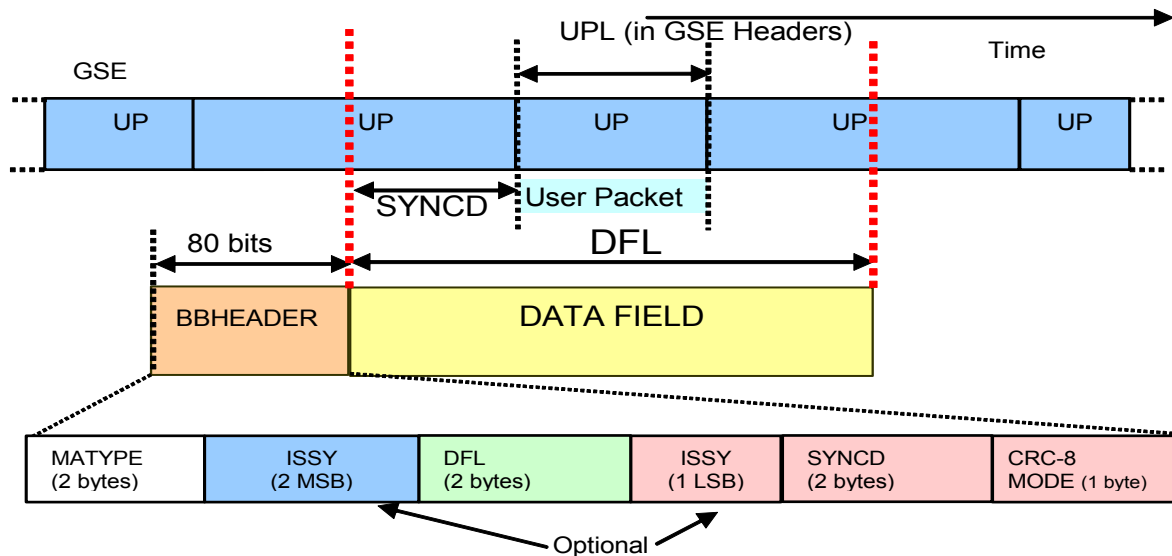 UPL (in GSE Headers)
Time
GSE
UP
UP
UP
UP
UP
SYNCD
User Packet
80 bits
DFL
BBHEADER
DATA FIELD
MATYPE
(2 bytes)
ISSY
(2 MSB)
DFL
(2 bytes)
ISSY
(1 LSB)
SYNCD
(2 bytes)
CRC-8
MODE (1 byte)
Optional